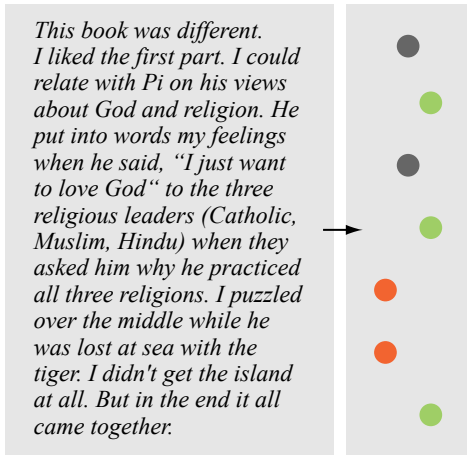 This book was different.
I liked the first part. I could
relate with Pi on his views
about God and religion. He
put into words my feelings
when he said, “I just want
to love God“ to the three
religious leaders (Catholic,
Muslim, Hindu) when they
asked him why he practiced
all three religions. I puzzled
over the middle while he
was lost at sea with the
tiger. I didn't get the island
at all. But in the end it all
came together.